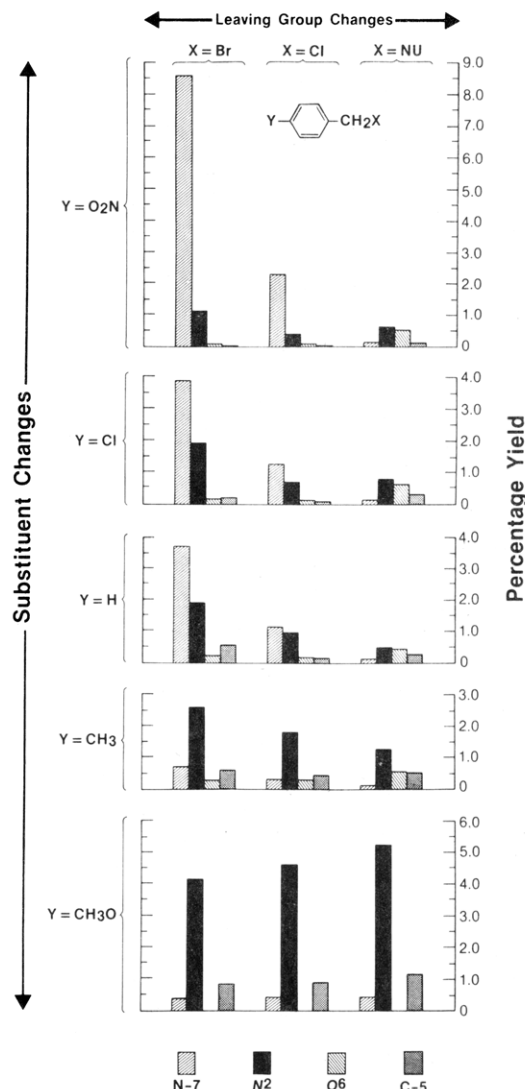 Leaving Group Changes
X = Br X = Cl X = NU
Y CH2X
Y = O2N
9.0
8.0
7.0
6.0
5.0
4.0
3.0
2.0
1.0
0
Y = Cl
4.0
3.0
2.0
1.0
0
Y = H
4.0
3.0
2.0
1.0
0
Y = CH3
3.0
2.0
1.0
0
Y = CH3O
6.0
5.0
4.0
3.0
2.0
1.0
0
Substituent Changes
Percentage Yield
N-7 N2 O6 C-5